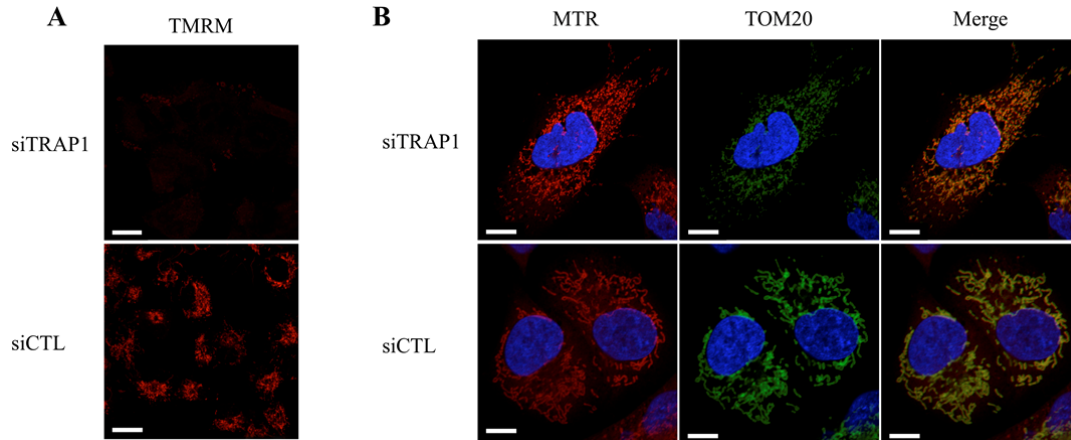 A
TMRM
siTRAP1
siCTL
B
MTR TOM20 Merge
siTRAP1
siCTL